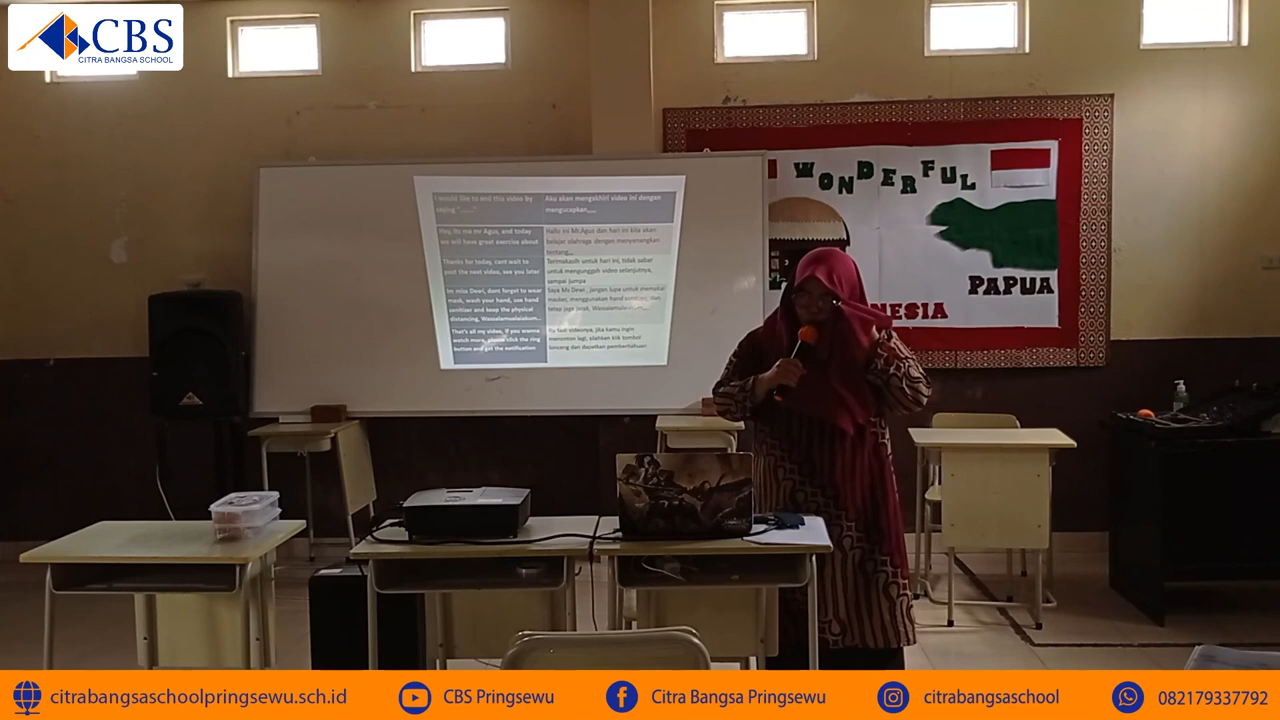 CBS
CITRA BANGSA SCHOOL
WONDERFUL
PAPUA
NESIA
I would like to end this video by
saying "........"
Aku akan mengakhiri video ini dengan
mengucapkan,,,,,
Hey, its me mr Agus, and today
we will have great exercise about
Hallo ini Mr.Agus dan hari ini kita akan
belajar olahraga dengan menyenangkan
tentang,,,
Thanks for today, cant wait to
post the next video, see you later
Terimakasih untuk hari ini, tidak sabar
untuk mengunggah video selanjutnya,
sampai jumpa
Im miss Dewi, dont forget to wear
mask, wash your hand, use hand
sanitizer and keep the physical
distancing, Wassalamualaiakum...
Saya Ms Dewi , jangan lupa untuk memakai
masker, menggunakan hand sanitizer, dan
tetap jaga jarak, Wassalamualaikum
That's all my video, if you wanna
watch more, please click the ring
button and get the notification
Itu tadi videonya, jika kamu ingin
menonton lagi, silahkan klik tombol
lonceng dan dapatkan pemberitahuan
citrabangsaschoolpringsewu.sch.id
CBS Pringsewu
Citra Bangsa Pringsewu
citrabangsaschool
082179337792